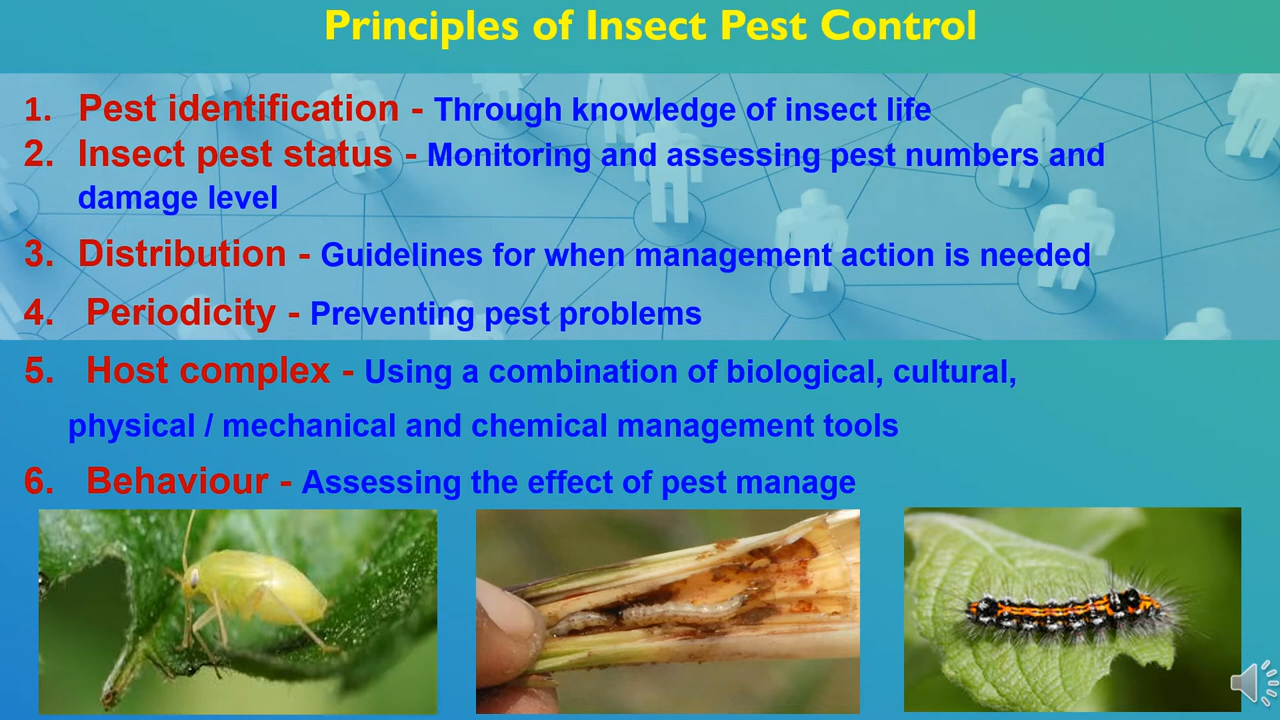 Principles of Insect Pest Control
1. Pest identification - Through knowledge of insect life
2. Insect pest status - Monitoring and assessing pest numbers and
damage level
3. Distribution - Guidelines for when management action is needed
4. Periodicity - Preventing pest problems
5. Host complex - Using a combination of biological, cultural,
physical / mechanical and chemical management tools
6. Behaviour - Assessing the effect of pest manage